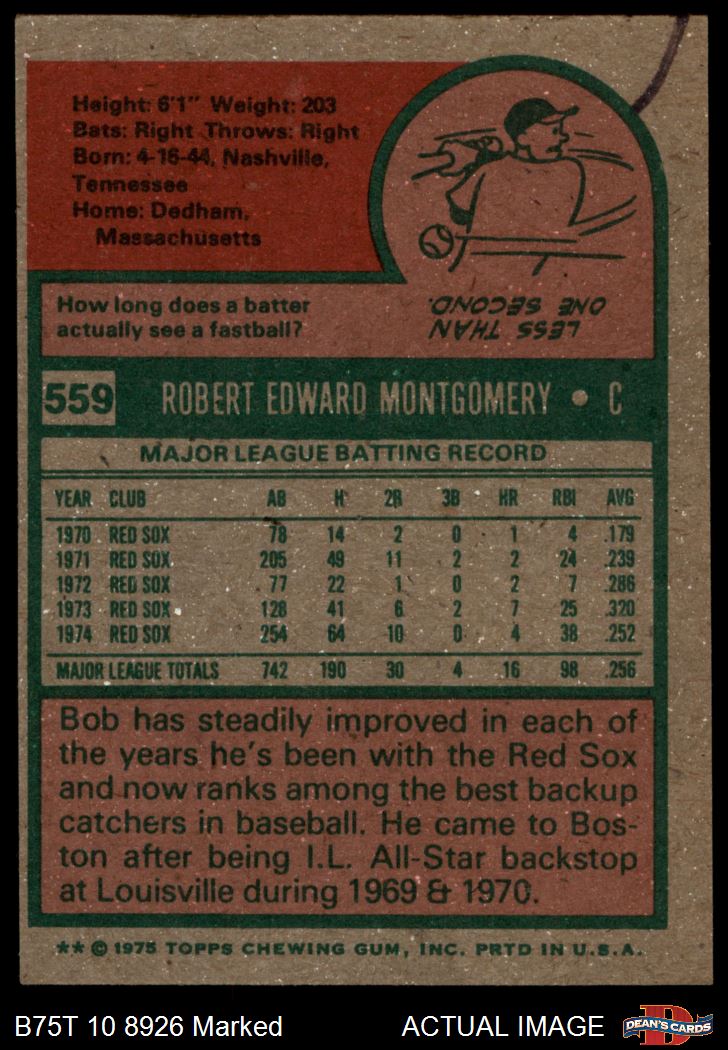 Height: 6'1" Weight: 203
Bats: Right Throws: Right
Born: 4-16-44, Nashville,
Tennessee
Home: Dedham,
Massachusetts
How long does a batter
actually see a fastball?
LESS THAN
ONE SECOND.
559 ROBERT EDWARD MONTGOMERY • C
MAJOR LEAGUE BATTING RECORD
YEAR CLUB AB H 2B 3B HR RBI AVG
1970 RED SOX 78 14 2 0 1 4 .179
1971 RED SOX 205 49 11 2 2 24 .239
1972 RED SOX 77 22 1 0 2 7 .286
1973 RED SOX 128 41 6 2 7 25 .320
1974 RED SOX 254 64 10 0 4 38 .252
MAJOR LEAGUE TOTALS 742 190 30 4 16 98 .256
Bob has steadily improved in each of
the years he's been with the Red Sox
and now ranks among the best backup
catchers in baseball. He came to Bos-
ton after being I.L. All-Star backstop
at Louisville during 1969 & 1970.
** © 1975 TOPPS CHEWING GUM, INC. PRTD IN U.S.A.
B75T 10 8926 Marked ACTUAL IMAGE
DEAN'S CARDS